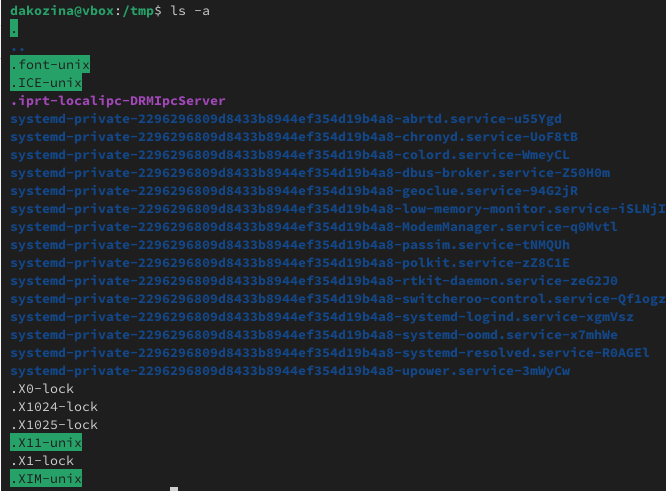 dakozina@vbox:/tmp$ ls -a
.
..
.font-unix
.ICE-unix
.iprt-localipc-DRMIpcServer
systemd-private-2296296809d8433b8944ef354d19b4a8-abrtd.service-u55Ygd
systemd-private-2296296809d8433b8944ef354d19b4a8-chronyd.service-UoF8tB
systemd-private-2296296809d8433b8944ef354d19b4a8-colord.service-WmeyCL
systemd-private-2296296809d8433b8944ef354d19b4a8-dbus-broker.service-Z50H0m
systemd-private-2296296809d8433b8944ef354d19b4a8-geoclue.service-94G2jR
systemd-private-2296296809d8433b8944ef354d19b4a8-low-memory-monitor.service-iSLNjI
systemd-private-2296296809d8433b8944ef354d19b4a8-ModemManager.service-q0Mvtl
systemd-private-2296296809d8433b8944ef354d19b4a8-passim.service-tNMQUh
systemd-private-2296296809d8433b8944ef354d19b4a8-polkit.service-zZ8C1E
systemd-private-2296296809d8433b8944ef354d19b4a8-rtkit-daemon.service-zeG2J0
systemd-private-2296296809d8433b8944ef354d19b4a8-switcheroo-control.service-Qf1ogz
systemd-private-2296296809d8433b8944ef354d19b4a8-systemd-logind.service-xgmVsz
systemd-private-2296296809d8433b8944ef354d19b4a8-systemd-oomd.service-x7mhWe
systemd-private-2296296809d8433b8944ef354d19b4a8-systemd-resolved.service-R0AGEl
systemd-private-2296296809d8433b8944ef354d19b4a8-upower.service-3mWyCw
.X0-lock
.X1024-lock
.X1025-lock
.X11-unix
.X1-lock
.XIM-unix